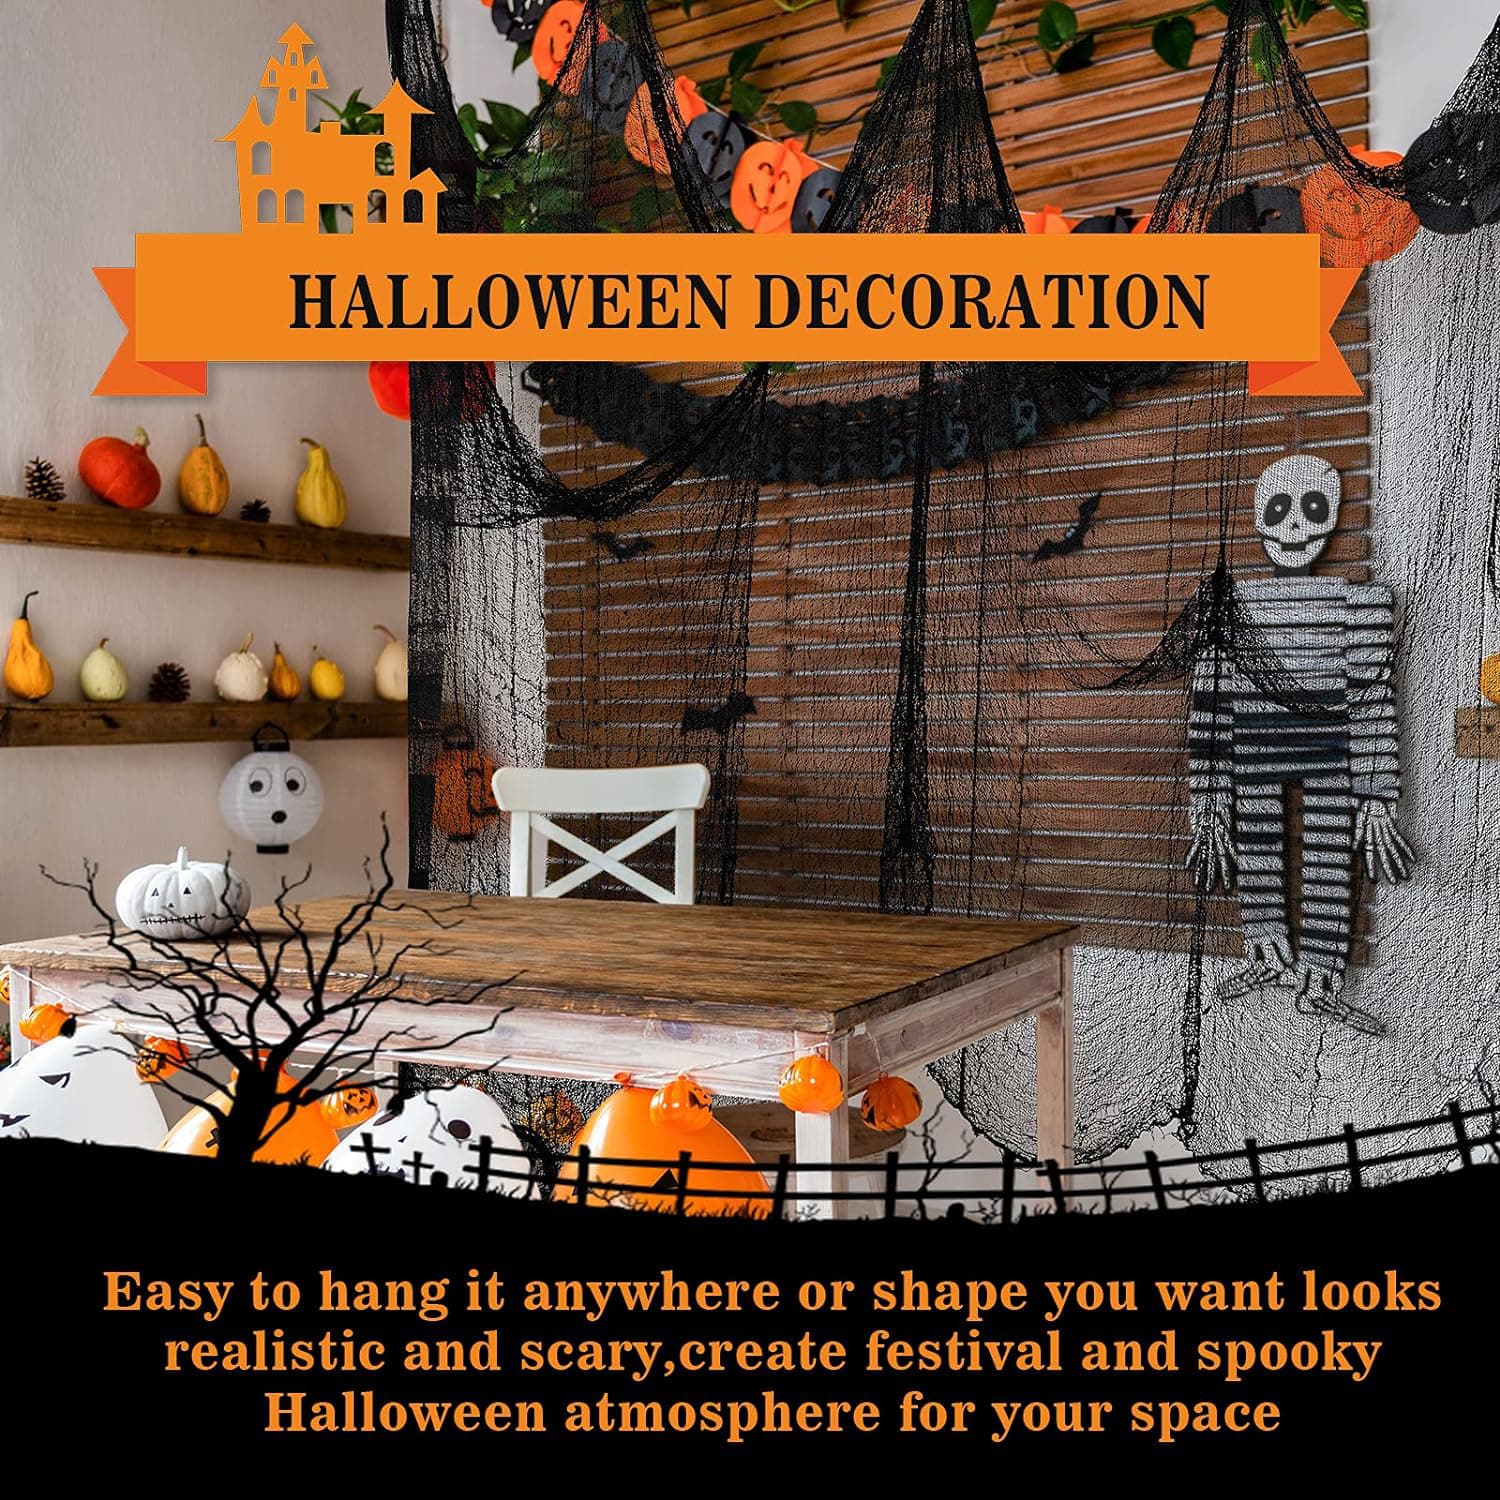 HALLOWEEN DECORATION
Easy to hang it anywhere or shape you want looks
realistic and scary,create festival and spooky
Halloween atmosphere for your space